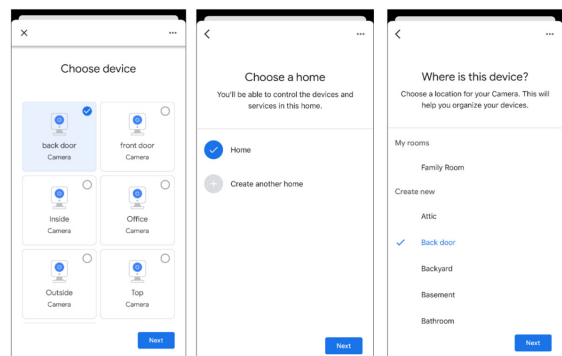 Choose device
back door
Camera
front door
Camera
Inside
Camera
Office
Camera
Outside
Camera
Top
Camera
Next
Choose a home
You'll be able to control the devices and
services in this home.
Home
Create another home
Next
Where is this device?
Choose a location for your Camera. This will
help you organize your devices.
My rooms
Family Room
Create new
Attic
Back door
Backyard
Basement
Bathroom
Next